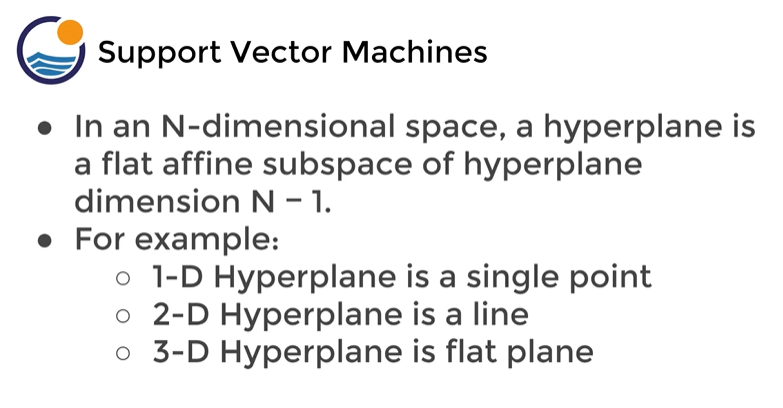 Support Vector Machines
● In an N-dimensional space, a hyperplane is
a flat affine subspace of hyperplane
dimension N − 1.
● For example:
○ 1-D Hyperplane is a single point
○ 2-D Hyperplane is a line
○ 3-D Hyperplane is flat plane